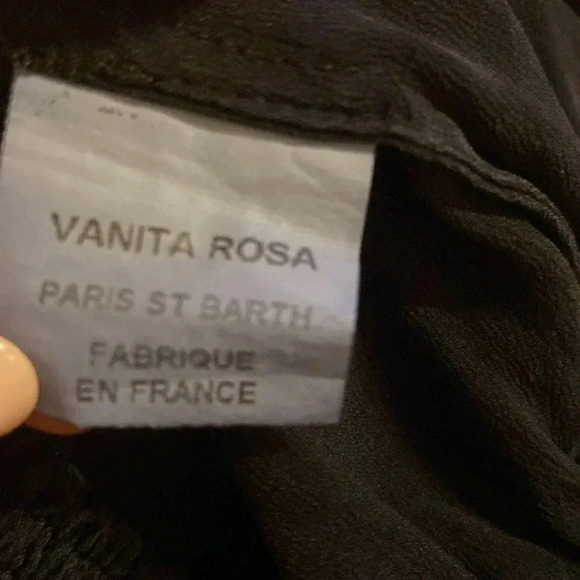 VANITA ROSA
PARIS ST BARTH
FABRIQUE
EN FRANCE